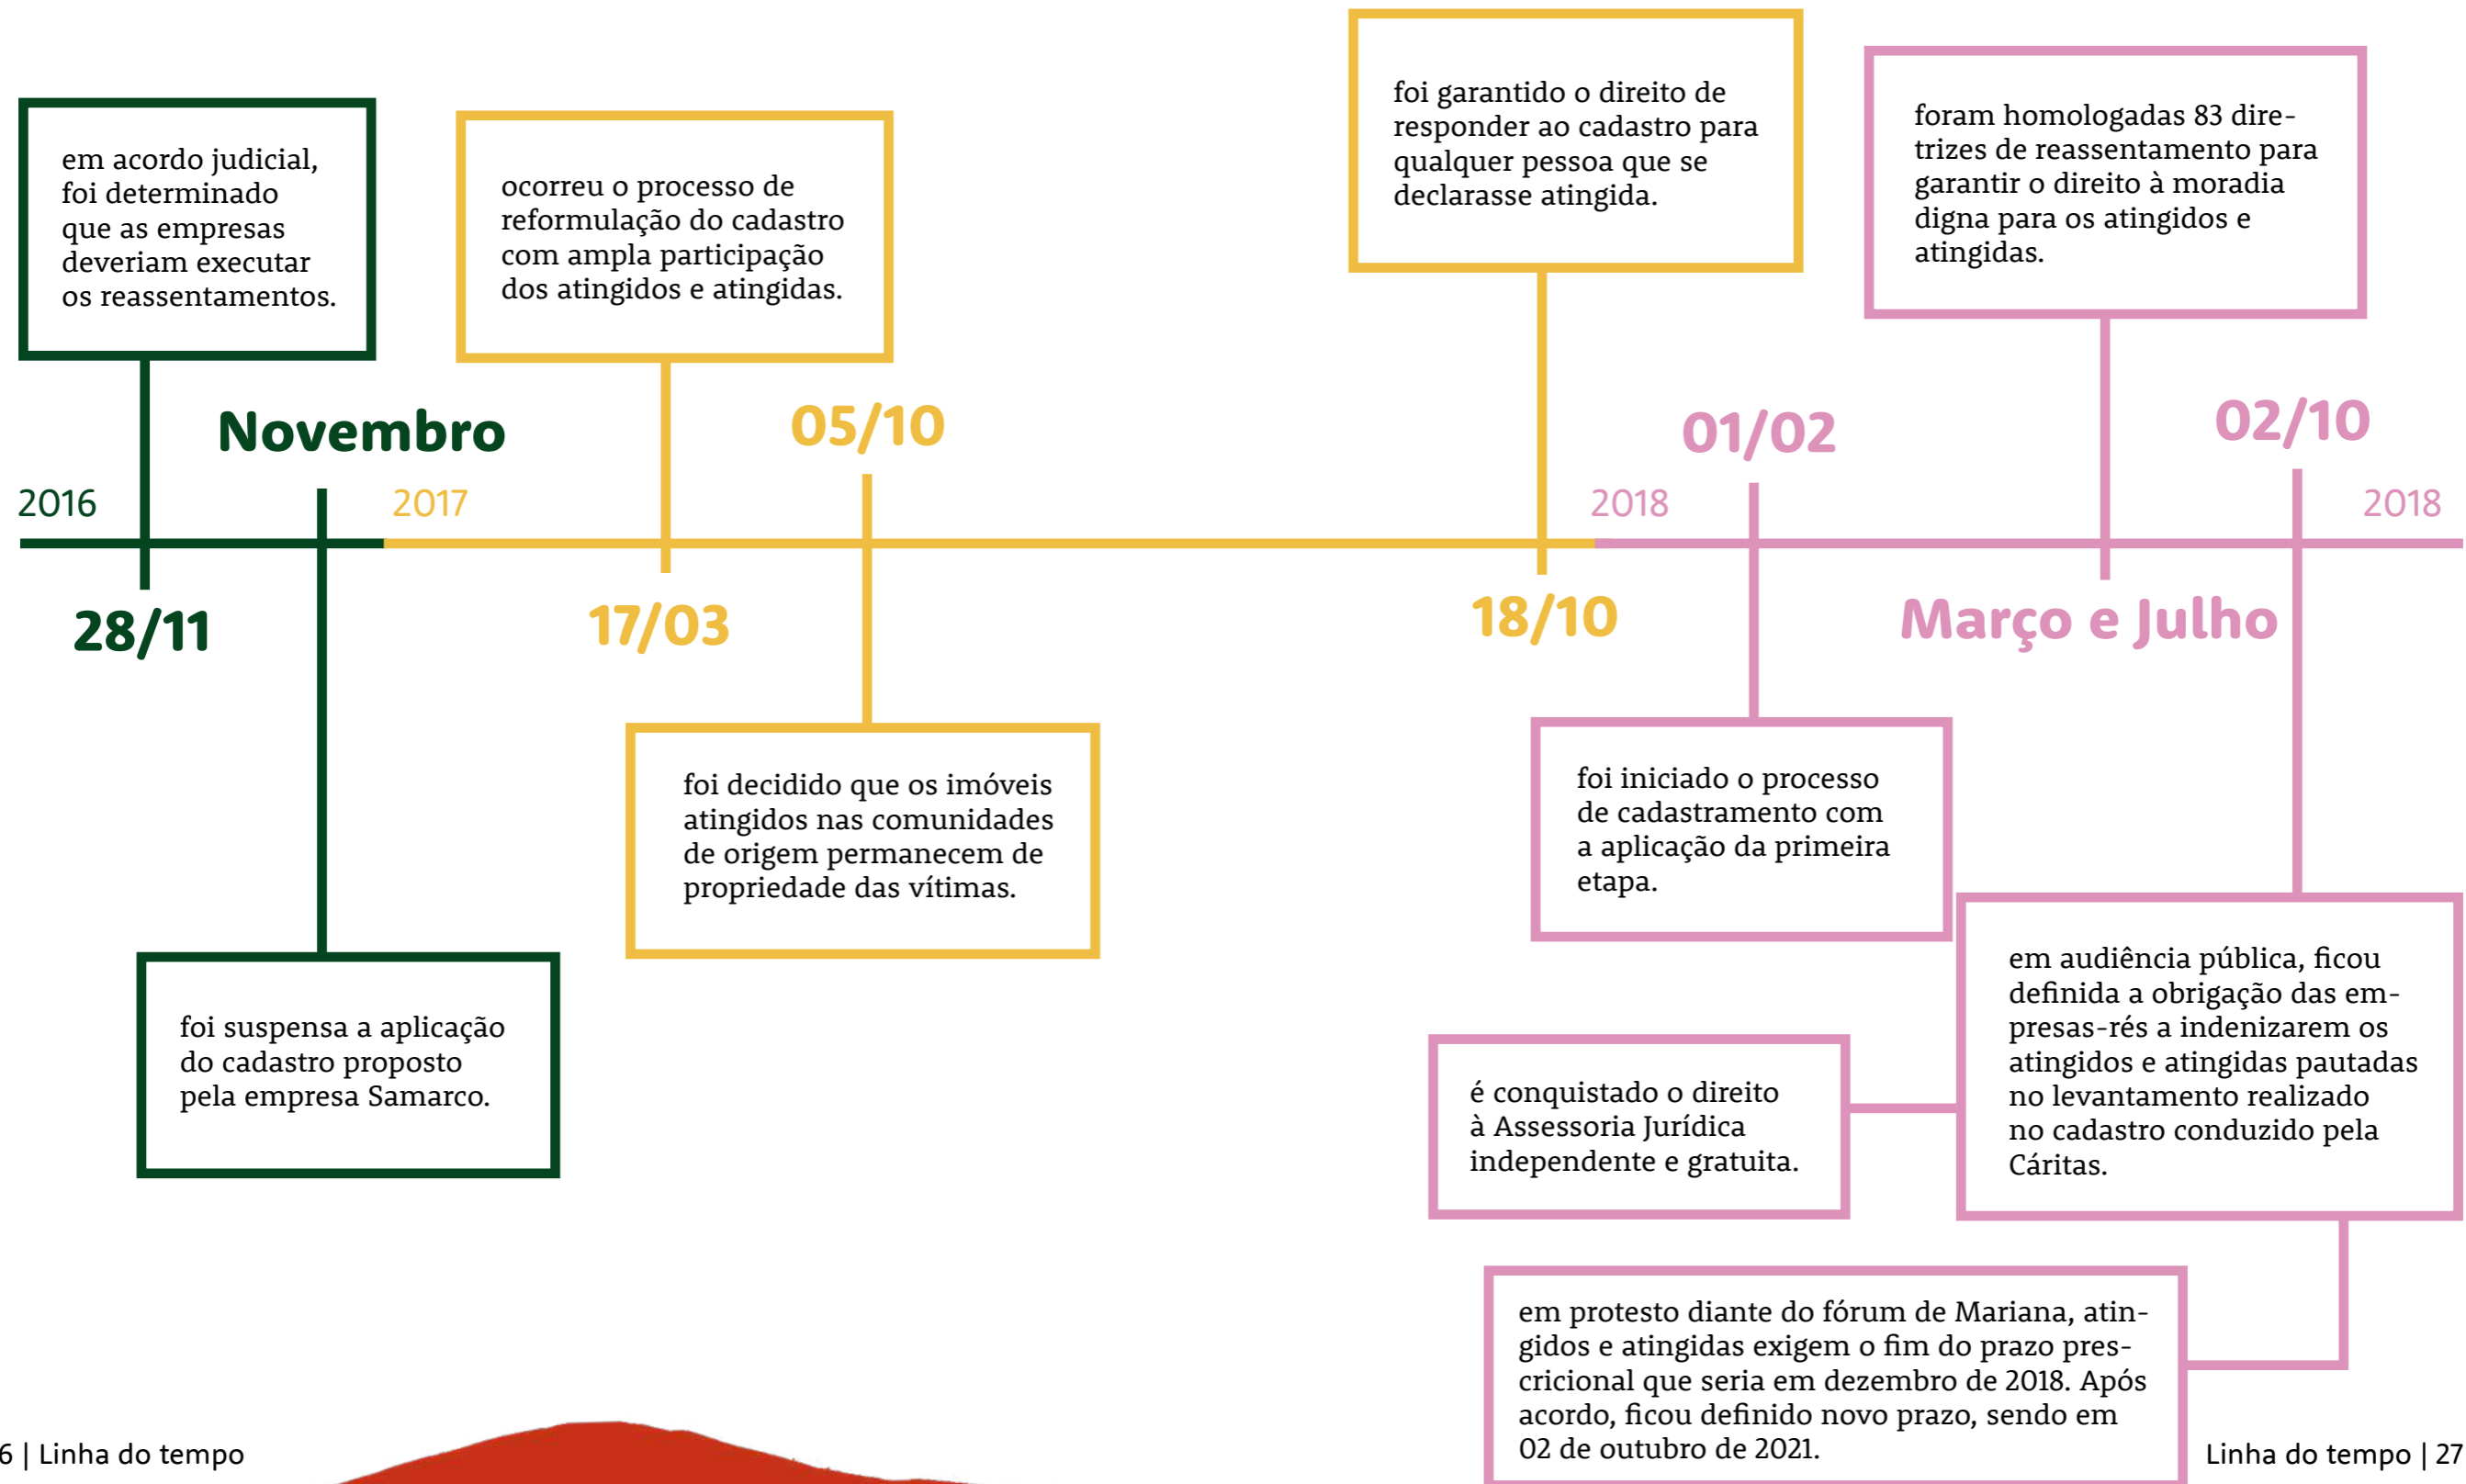 em acordo judicial,
foi determinado
que as empresas
deveriam executar
os reassentamentos.
ocorreu o processo de
reformulação do cadastro
com ampla participação
dos atingidos e atingidas.
foi garantido o direito de
responder ao cadastro para
qualquer pessoa que se
declarasse atingida.
foram homologadas 83 dire-
trizes de reassentamento para
garantir o direito à moradia
digna para os atingidos e
atingidas.
Novembro
05/10
01/02
02/10
2016
2017
2018
2018
28/11
17/03
18/10
Março e Julho
foi suspensa a aplicação
do cadastro proposto
pela empresa Samarco.
foi decidido que os imóveis
atingidos nas comunidades
de origem permanecem de
propriedade das vítimas.
foi iniciado o processo
de cadastramento com
a aplicação da primeira
etapa.
em audiência pública, ficou
definida a obrigação das em-
presas-rés a indenizarem os
atingidos e atingidas pautadas
no levantamento realizado
no cadastro conduzido pela
Cáritas.
é conquistado o direito
à Assessoria Jurídica
independente e gratuita.
em protesto diante do fórum de Mariana, atin-
gidos e atingidas exigem o fim do prazo pres-
cricional que seria em dezembro de 2018. Após
acordo, ficou definido novo prazo, sendo em
02 de outubro de 2021.
6 | Linha do tempo
Linha do tempo | 27